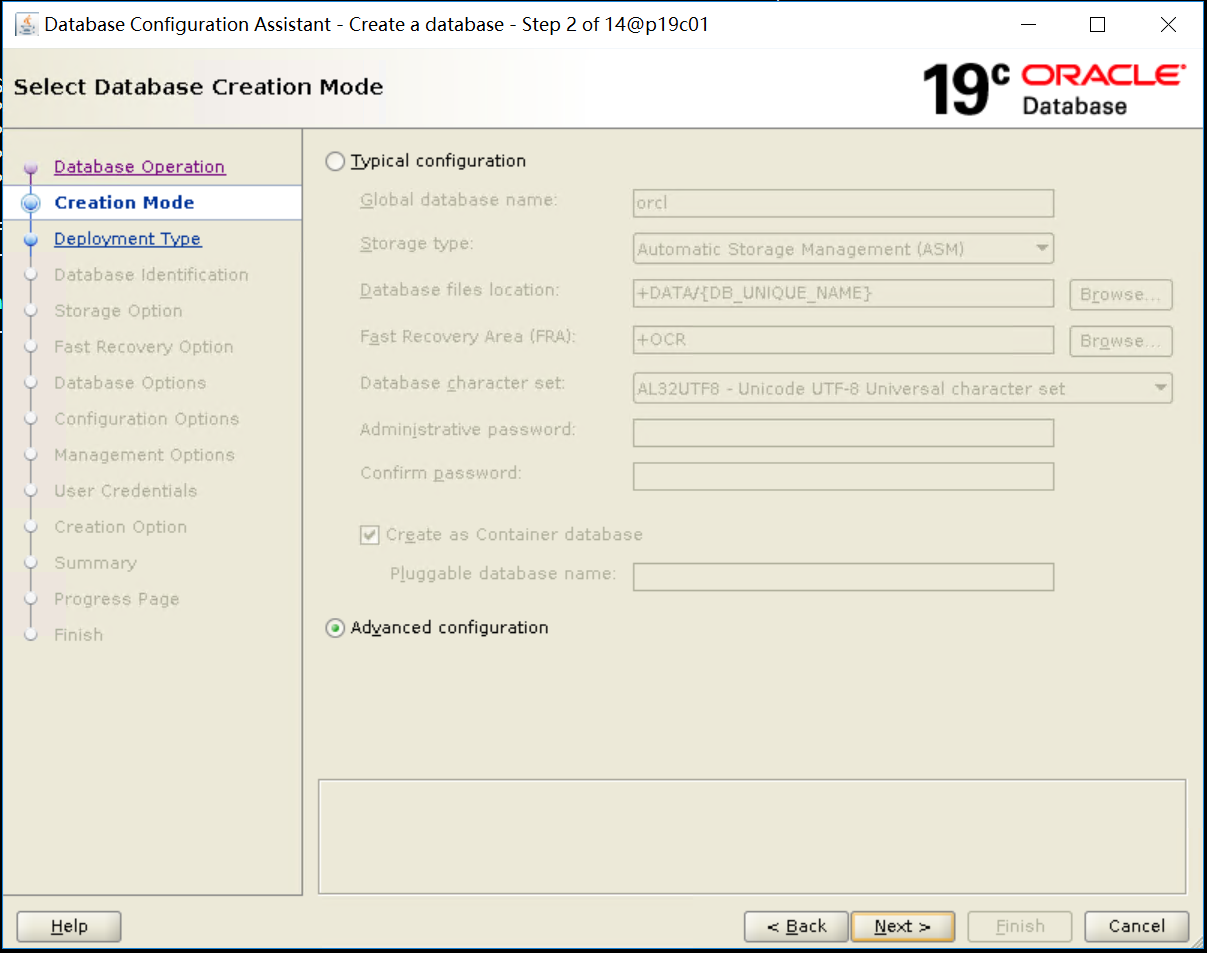 Database Configuration Assistant - Create a database - Step 2 of 14@p19c01
Select Database Creation Mode
19c ORACLE
Database
Database Operation
Creation Mode
Deployment Type
Database Identification
Storage Option
Fast Recovery Option
Database Options
Configuration Options
Management Options
User Credentials
Creation Option
Summary
Progress Page
Finish
Typical configuration
Global database name: orcl
Storage type: Automatic Storage Management (ASM)
Database files location: +DATA/{DB_UNIQUE_NAME} Browse...
Fast Recovery Area (FRA): +OCR Browse...
Database character set: AL32UTF8 - Unicode UTF-8 Universal character set
Administrative password:
Confirm password:
Create as Container database
Pluggable database name:
Advanced configuration
Help < Back Next > Finish Cancel